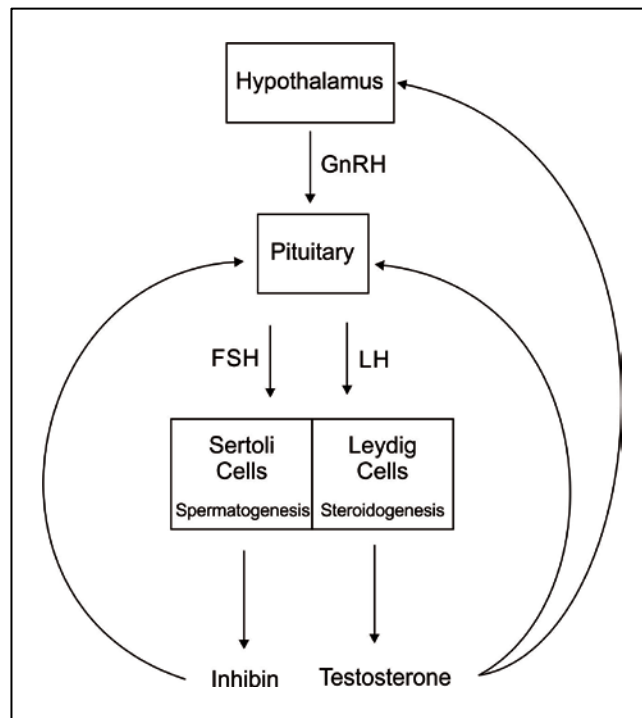 Hypothalamus
GnRH
Pituitary
FSH
LH
Sertoli
Cells
Spermatogenesis
Leydig
Cells
Steroidogenesis
Inhibin
Testosterone